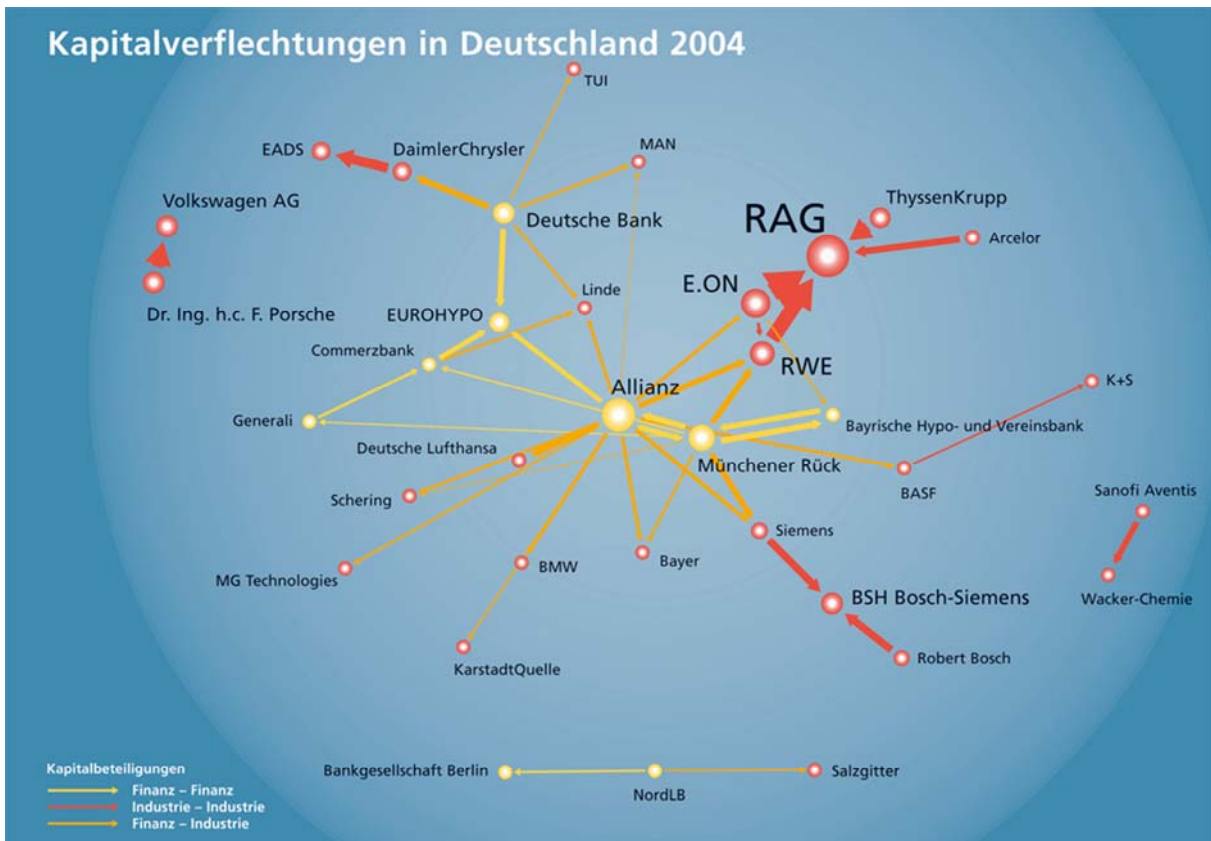 Kapitalverflechtungen in Deutschland 2004
TUI
MAN
EADS
DaimlerChrysler
Volkswagen AG
Deutsche Bank
RAG
ThyssenKrupp
Arcelor
E.ON
Linde
Dr. Ing. h.c. F. Porsche
EUROHYPO
Commerzbank
RWE
Allianz
K+S
Generali
Bayrische Hypo- und Vereinsbank
Deutsche Lufthansa
Münchener Rück
BASF
Schering
Sanofi Aventis
Siemens
MG Technologies
BMW
Bayer
BSH Bosch-Siemens
Wacker-Chemie
KarstadtQuelle
Robert Bosch
Kapitalbeteiligungen
Finanz – Finanz
Industrie – Industrie
Finanz – Industrie
Bankgesellschaft Berlin
NordLB
Salzgitter